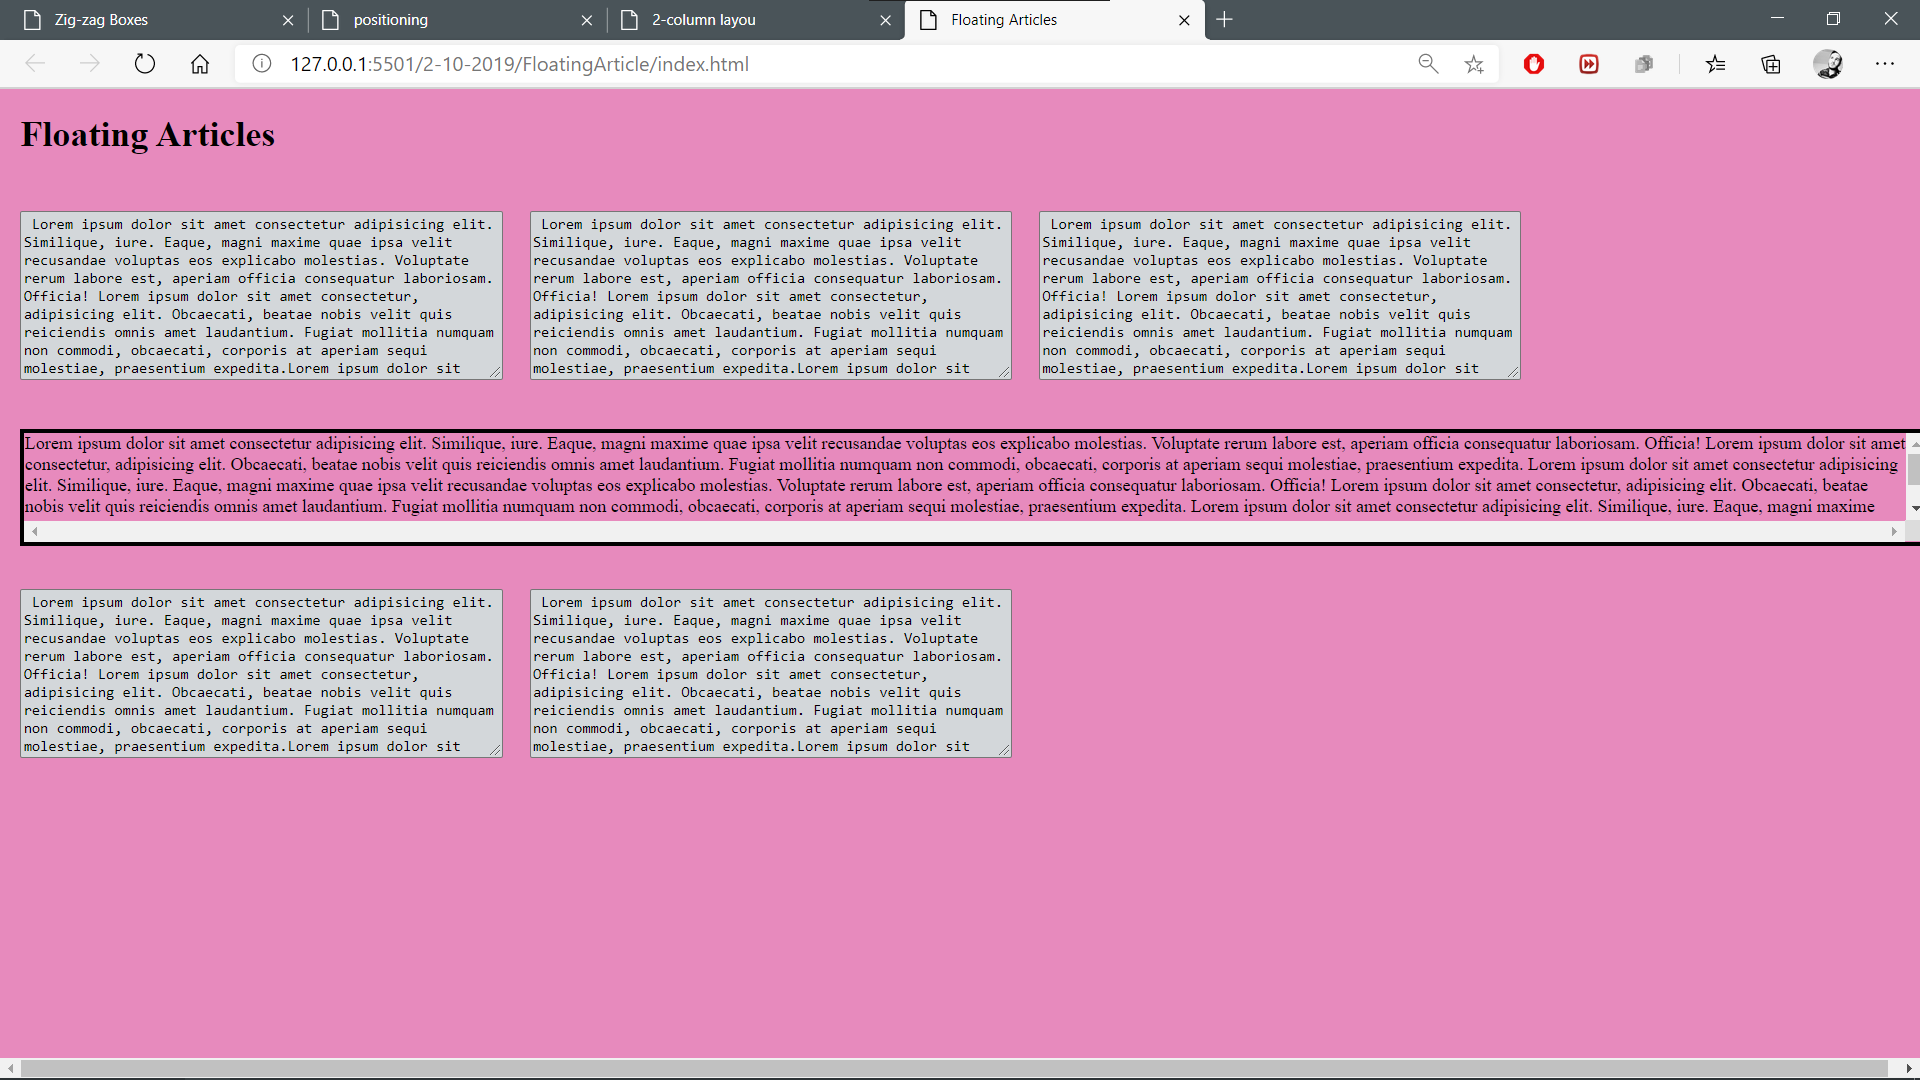 Zig-zag Boxes
positioning
2-column layou
Floating Articles
127.0.0.1:5501/2-10-2019/FloatingArticle/index.html
Floating Articles
Lorem ipsum dolor sit amet consectetur adipisicing elit.
Similique, iure. Eaque, magni maxime quae ipsa velit
recusandae voluptas eos explicabo molestias. Voluptate
rerum labore est, aperiam officia consequatur laboriosam.
Officia! Lorem ipsum dolor sit amet consectetur,
adipisicing elit. Obcaecati, beatae nobis velit quis
reiciendis omnis amet laudantium. Fugiat mollitia numquam
non commodi, obcaecati, corporis at aperiam sequi
molestiae, praesentium expedita.Lorem ipsum dolor sit
Lorem ipsum dolor sit amet consectetur adipisicing elit.
Similique, iure. Eaque, magni maxime quae ipsa velit
recusandae voluptas eos explicabo molestias. Voluptate
rerum labore est, aperiam officia consequatur laboriosam.
Officia! Lorem ipsum dolor sit amet consectetur,
adipisicing elit. Obcaecati, beatae nobis velit quis
reiciendis omnis amet laudantium. Fugiat mollitia numquam
non commodi, obcaecati, corporis at aperiam sequi
molestiae, praesentium expedita.Lorem ipsum dolor sit
Lorem ipsum dolor sit amet consectetur adipisicing elit.
Similique, iure. Eaque, magni maxime quae ipsa velit
recusandae voluptas eos explicabo molestias. Voluptate
rerum labore est, aperiam officia consequatur laboriosam.
Officia! Lorem ipsum dolor sit amet consectetur,
adipisicing elit. Obcaecati, beatae nobis velit quis
reiciendis omnis amet laudantium. Fugiat mollitia numquam
non commodi, obcaecati, corporis at aperiam sequi
molestiae, praesentium expedita.Lorem ipsum dolor sit
Lorem ipsum dolor sit amet consectetur adipisicing elit. Similique, iure. Eaque, magni maxime quae ipsa velit recusandae voluptas eos explicabo molestias. Voluptate rerum labore est, aperiam officia consequatur laboriosam. Officia! Lorem ipsum dolor sit amet
consectetur, adipisicing elit. Obcaecati, beatae nobis velit quis reiciendis omnis amet laudantium. Fugiat mollitia numquam non commodi, obcaecati, corporis at aperiam sequi molestiae, praesentium expedita. Lorem ipsum dolor sit amet consectetur adipisicing
elit. Similique, iure. Eaque, magni maxime quae ipsa velit recusandae voluptas eos explicabo molestias. Voluptate rerum labore est, aperiam officia consequatur laboriosam. Officia! Lorem ipsum dolor sit amet consectetur, adipisicing elit. Obcaecati, beatae
nobis velit quis reiciendis omnis amet laudantium. Fugiat mollitia numquam non commodi, obcaecati, corporis at aperiam sequi molestiae, praesentium expedita. Lorem ipsum dolor sit amet consectetur adipisicing elit. Similique, iure. Eaque, magni maxime
Lorem ipsum dolor sit amet consectetur adipisicing elit.
Similique, iure. Eaque, magni maxime quae ipsa velit
recusandae voluptas eos explicabo molestias. Voluptate
rerum labore est, aperiam officia consequatur laboriosam.
Officia! Lorem ipsum dolor sit amet consectetur,
adipisicing elit. Obcaecati, beatae nobis velit quis
reiciendis omnis amet laudantium. Fugiat mollitia numquam
non commodi, obcaecati, corporis at aperiam sequi
molestiae, praesentium expedita.Lorem ipsum dolor sit
Lorem ipsum dolor sit amet consectetur adipisicing elit.
Similique, iure. Eaque, magni maxime quae ipsa velit
recusandae voluptas eos explicabo molestias. Voluptate
rerum labore est, aperiam officia consequatur laboriosam.
Officia! Lorem ipsum dolor sit amet consectetur,
adipisicing elit. Obcaecati, beatae nobis velit quis
reiciendis omnis amet laudantium. Fugiat mollitia numquam
non commodi, obcaecati, corporis at aperiam sequi
molestiae, praesentium expedita.Lorem ipsum dolor sit